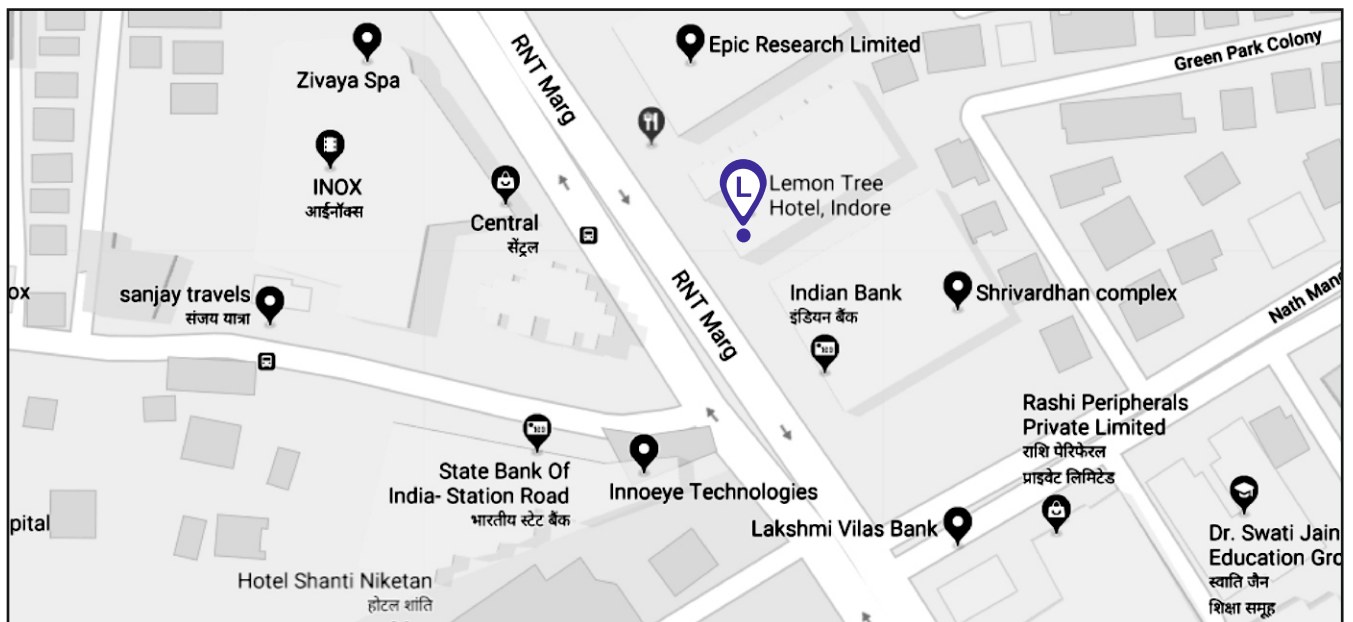 RNT Marg
Epic Research Limited
Green Park Colony
Zivaya Spa
INOX
आईनॉक्स
L
Lemon Tree
Hotel, Indore
Central
सेंट्रल
RNT Marg
ox
sanjay travels
संजय यात्रा
Indian Bank
इंडियन बैंक
Shrivardhan complex
Nath Mand
Rashi Peripherals
Private Limited
राशि पेरिफेरल
प्राइवेट लिमिटेड
State Bank Of
India- Station Road
भारतीय स्टेट बैंक
Innoeye Technologies
Lakshmi Vilas Bank
pital
Dr. Swati Jain
Education Gro
स्वाति जैन
शिक्षा समूह
Hotel Shanti Niketan
होटल शांति